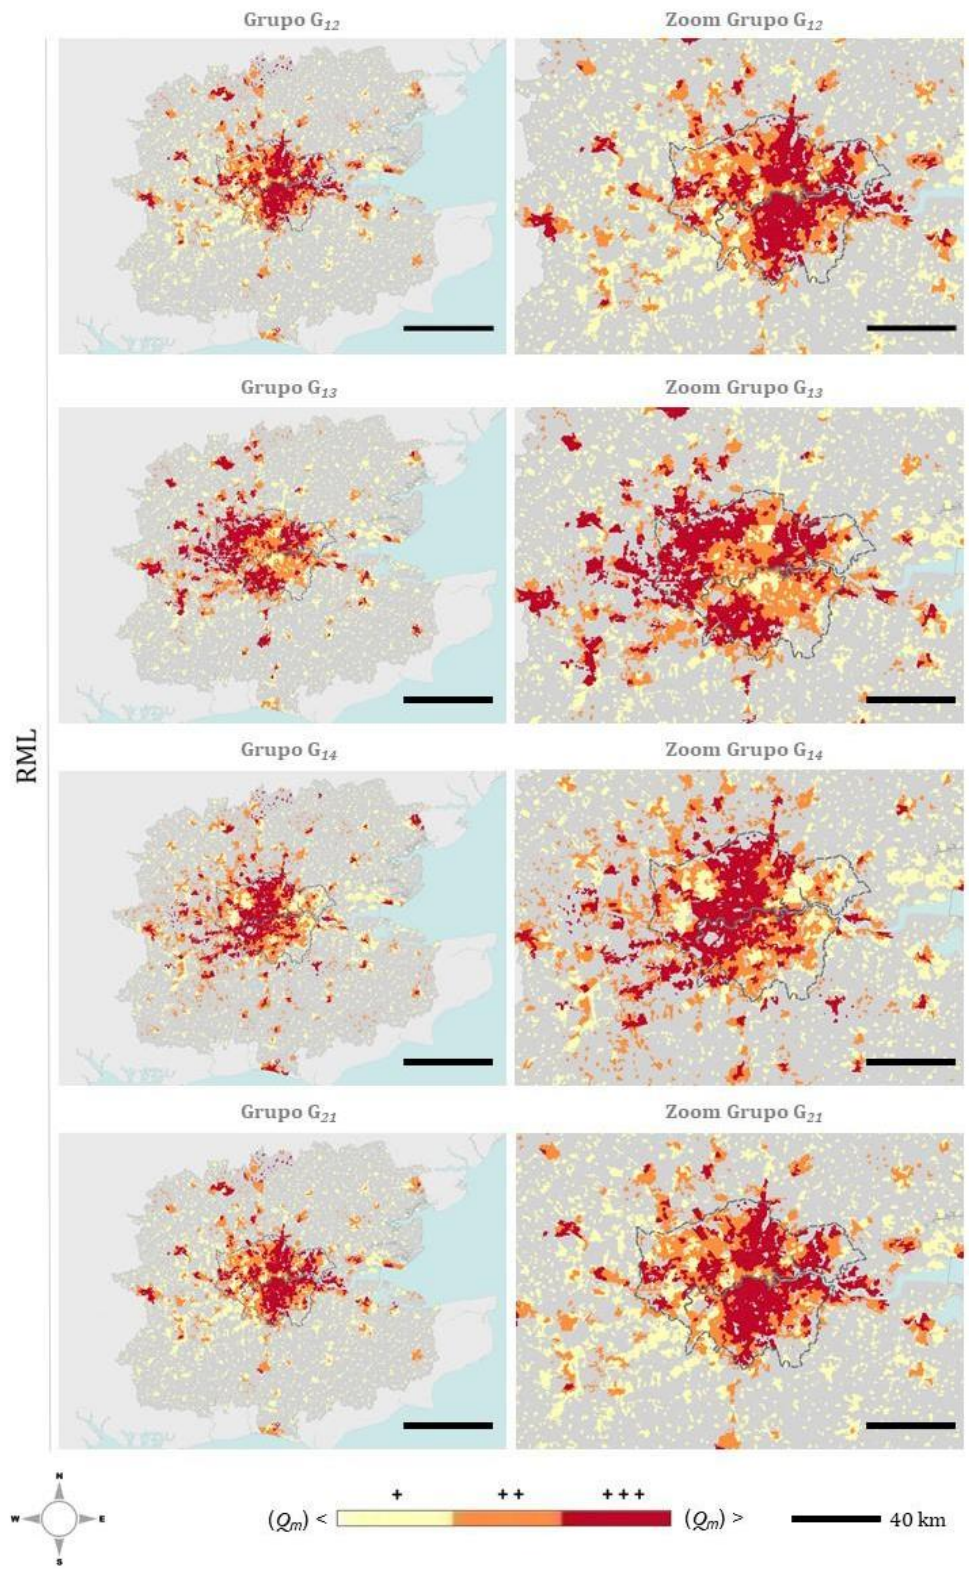 Grupo G12
Zoom Grupo G12
Grupo G13
Zoom Grupo G13
RML
Grupo G14
Zoom Grupo G14
Grupo G21
Zoom Grupo G21
N
W
E
S
+
++
+++
(Qm) <
(Qm) >
40 km